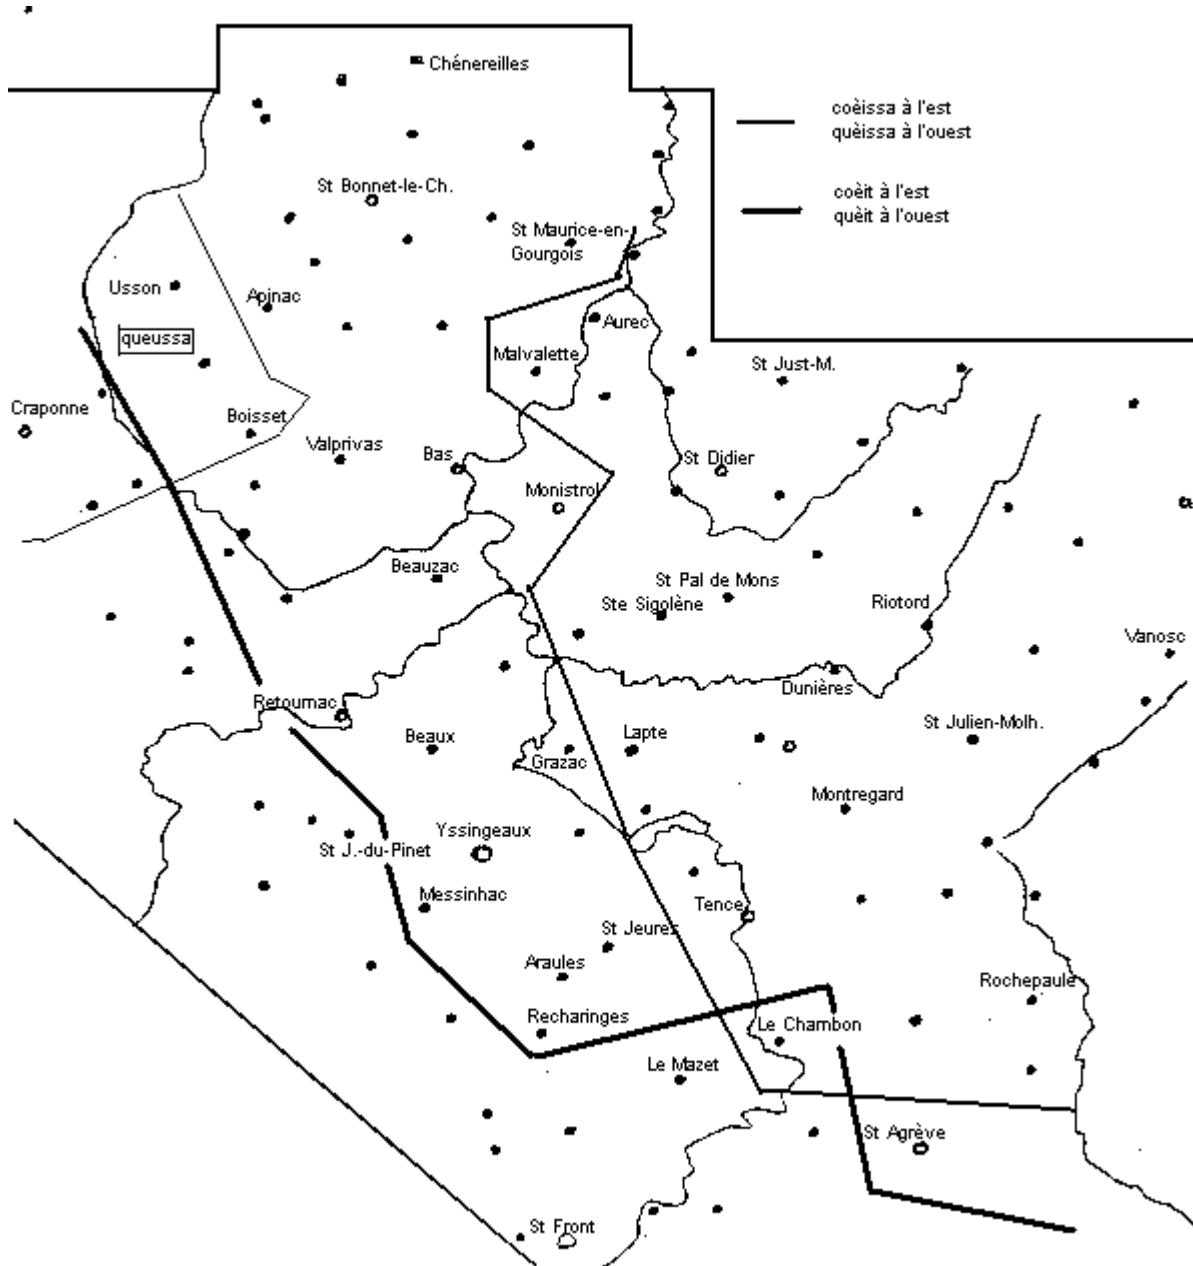 Chénereilles
coèissa à l'est
quèissa à l'ouest
St Bonnet-le-Ch.
coèit à l'est
quèit à l'ouest
St Maurice-en-
Gourgois
Usson
Apinac
queussa
Aurec
Malvalette
St Just-M.
Craponne
Boisset
Valprivas
Bas
St Didier
Monistrol
Beauzac
St Pal de Mons
Ste Sigolène
Riotord
Vanosc
Dunières
Retournac
Beaux
Grazac
Lapte
St Julien-Molh.
Montregard
Yssingeaux
St J.-du-Pinet
Messinhac
Tence
St Jeures
Araules
Rochepaule
Recharinges
Le Chambon
Le Mazet
St Agrève
St Front